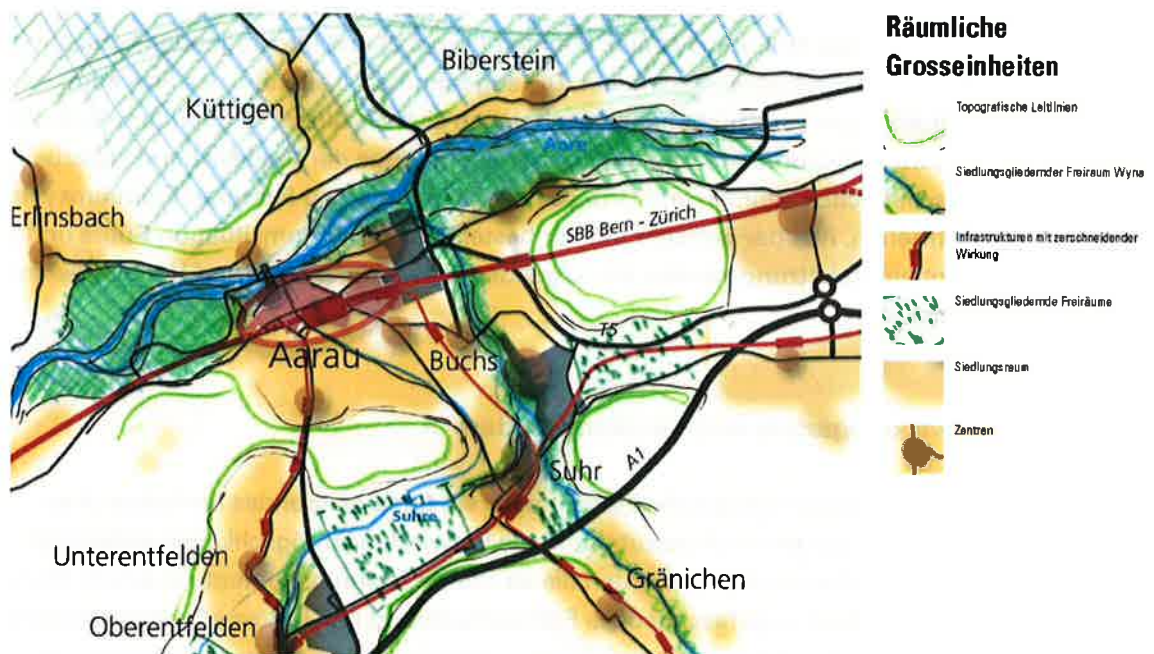 Räumliche
Grosseinheiten
Topografische Leitlinien
Siedlungsgliedernder Freiraum Wyna
Infrastrukturen mit zerschneidender
Wirkung
Siedlungsgliedernde Freiräume
Siedlungsraum
Zentren
Biberstein
Küttigen
Aare
Erlinsbach
SBB Bern - Zürich
T5
Aarau
Buchs
A1
Suhr
Suhre
Unterentfelden
Gränichen
Oberentfelden